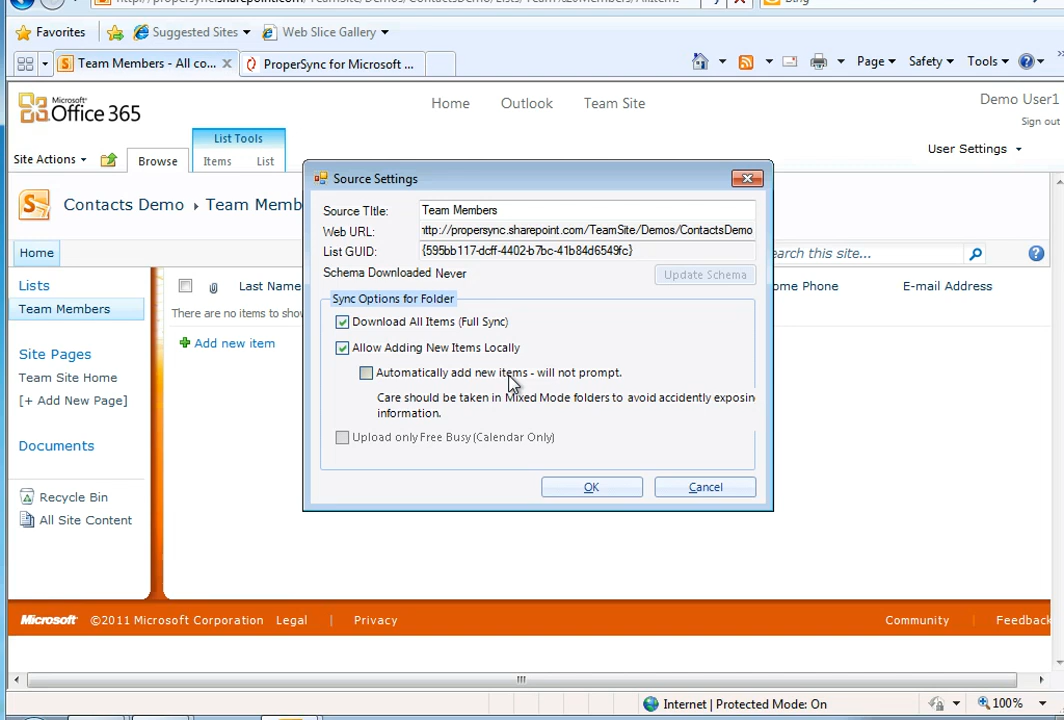 Favorites Suggested Sites Web Slice Gallery
Team Members - All co... ProperSync for Microsoft ... Page Safety Tools
Microsoft®
Office 365
Home Outlook Team Site
Demo User1
Sign out
List Tools
Site Actions Browse Items List
User Settings
Contacts Demo Team Memb
Home
earch this site...
Lists
Team Members
Last Name
ome Phone E-mail Address
There are no items to show
Add new item
Site Pages
Team Site Home
[+ Add New Page]
Documents
Recycle Bin
All Site Content
Source Settings
Source TItle: Team Members
Web URL: http://propersync.sharepoint.com/TeamSite/Demos/ContactsDemo
List GUID: {595bb117-dcff-4402-b7bc-41b84d6549fc}
Schema Downloaded Never Update Schema
Sync Options for Folder
Download All Items (Full Sync)
Allow Adding New Items Locally
Automatically add new items - will not prompt.
Care should be taken in Mixed Mode folders to avoid accidently exposin
information.
Upload only Free Busy (Calendar Only)
OK Cancel
Microsoft ©2011 Microsoft Corporation Legal | Privacy Community | Feedback
Internet | Protected Mode: On 100%